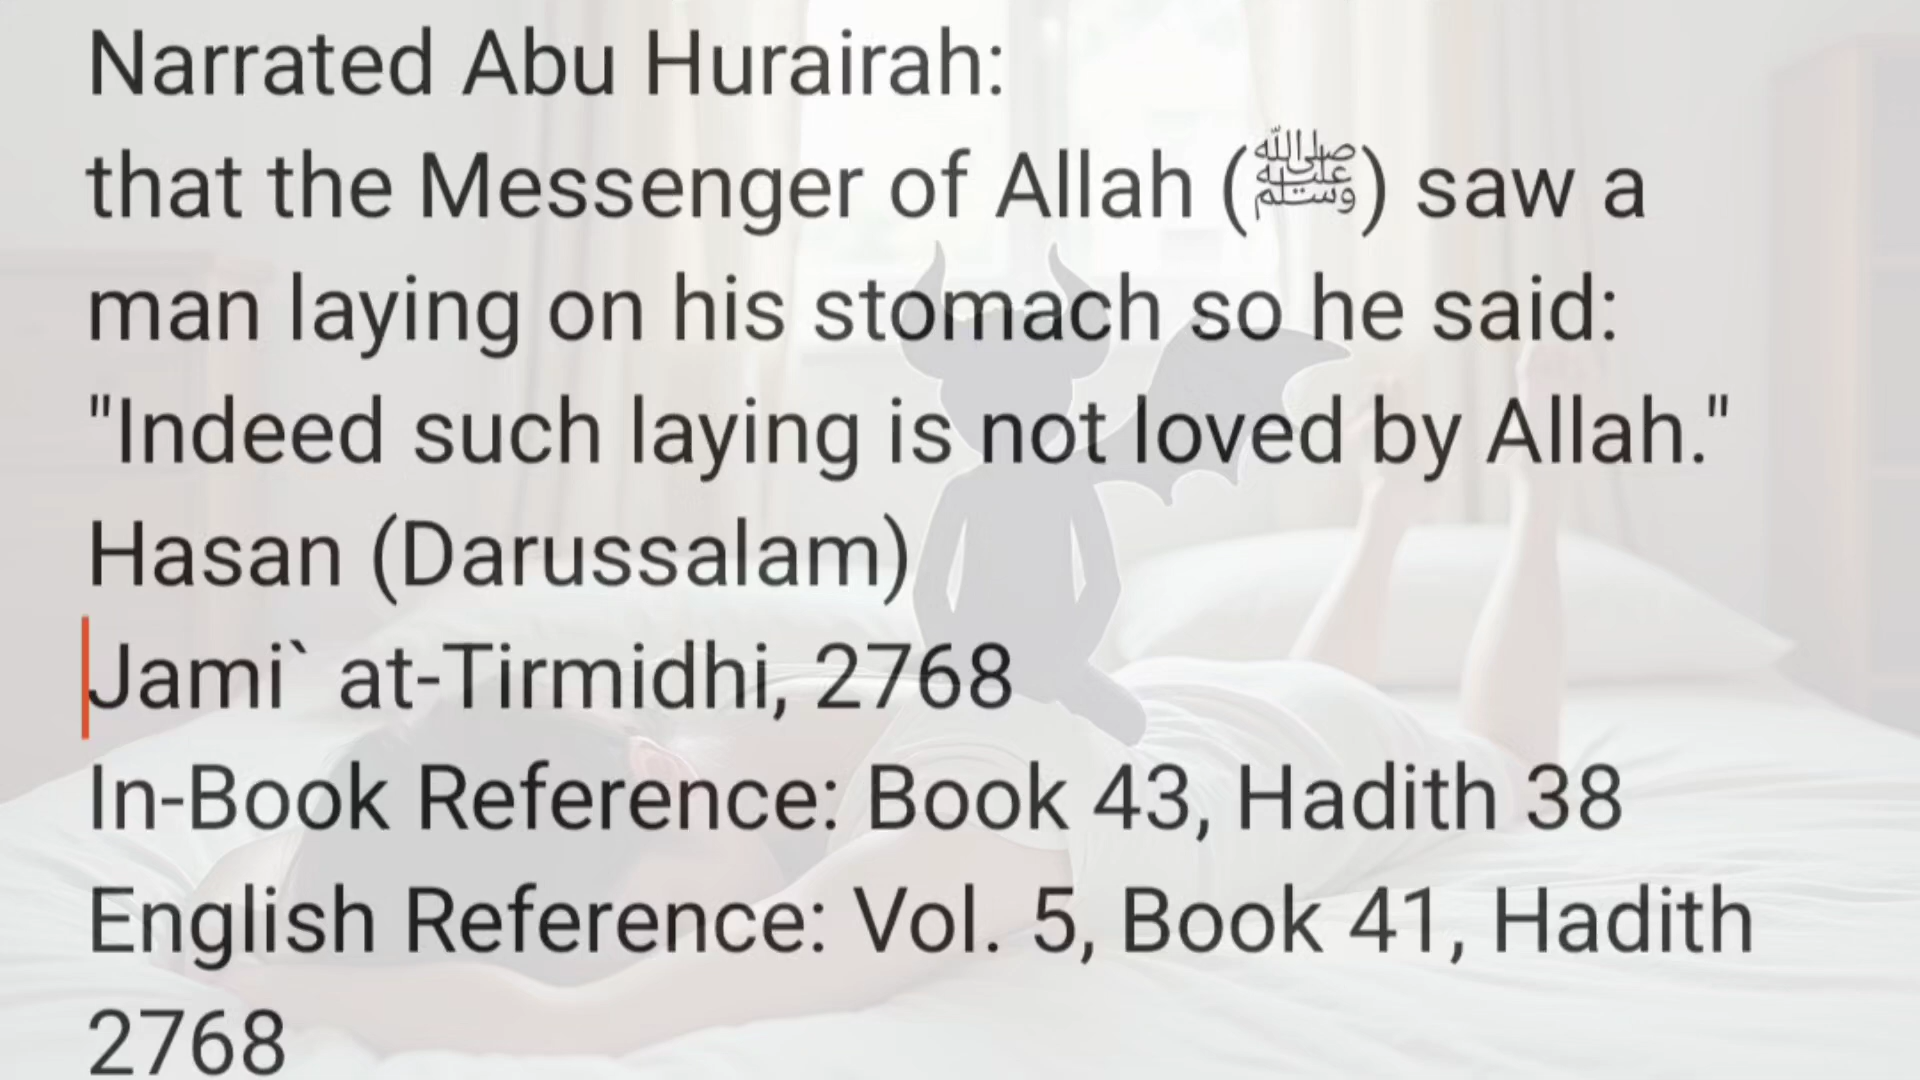 Narrated Abu Hurairah:
that the Messenger of Allah (ﷺ) saw a
man laying on his stomach so he said:
"Indeed such laying is not loved by Allah."
Hasan (Darussalam)
Jami` at-Tirmidhi, 2768
In-Book Reference: Book 43, Hadith 38
English Reference: Vol. 5, Book 41, Hadith
2768